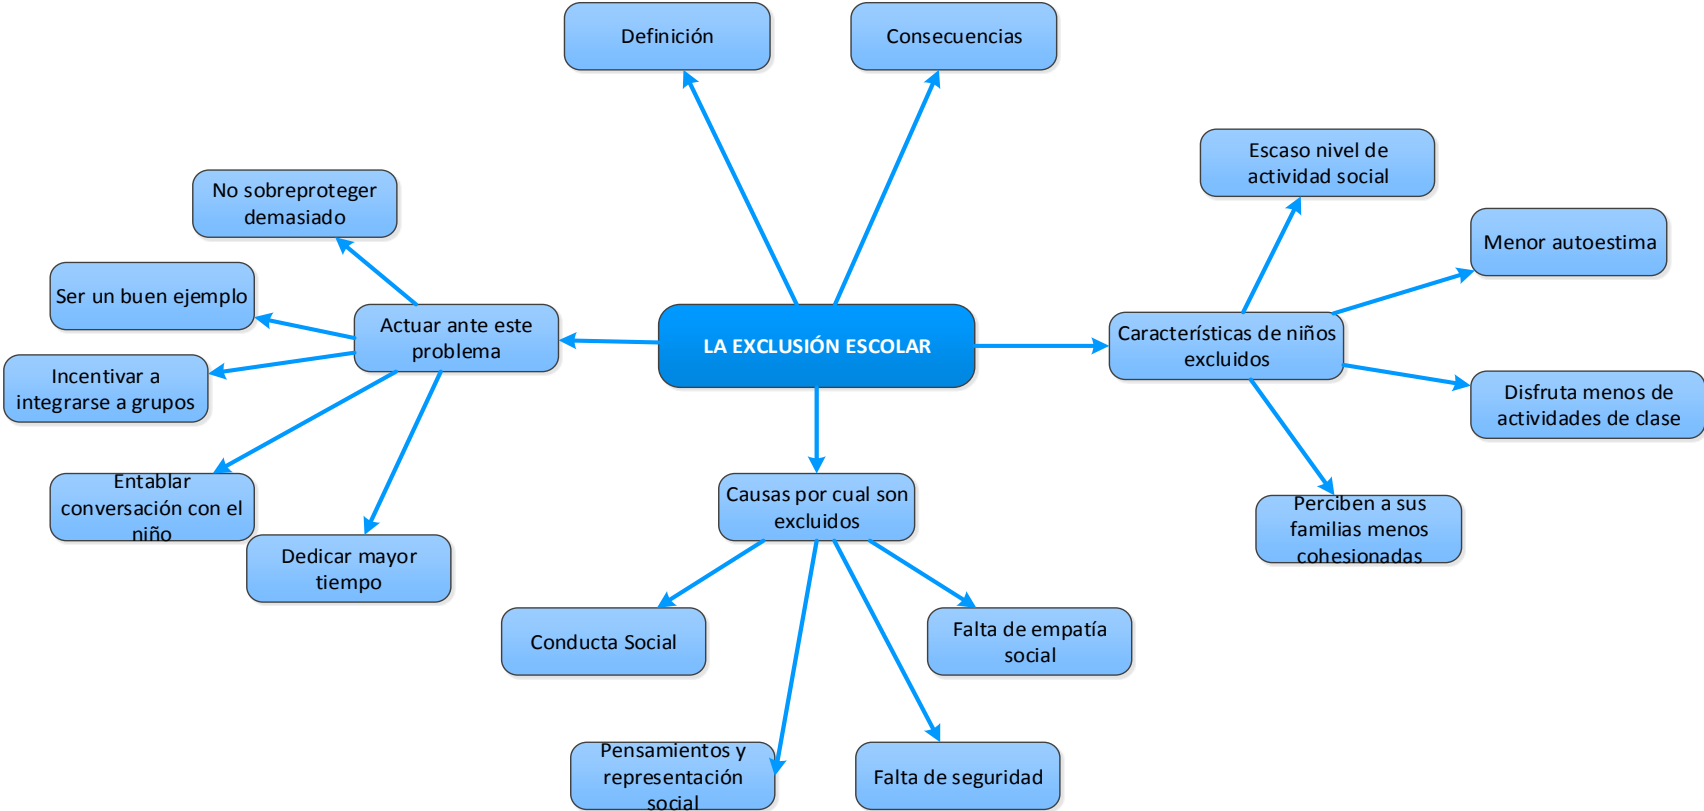 Definición
Consecuencias
Escaso nivel de
actividad social
No sobreproteger
demasiado
Menor autoestima
Ser un buen ejemplo
Actuar ante este
problema
LA EXCLUSIÓN ESCOLAR
Característícas de niños
excluidos
Incentivar a
integrarse a grupos
Disfruta menos de
actividades de clase
Entablar
conversación con el
niño
Causas por cual son
excluidos
Perciben a sus
familias menos
cohesionadas
Dedicar mayor
tiempo
Conducta Social
Falta de empatía
social
Pensamientos y
representación
social
Falta de seguridad